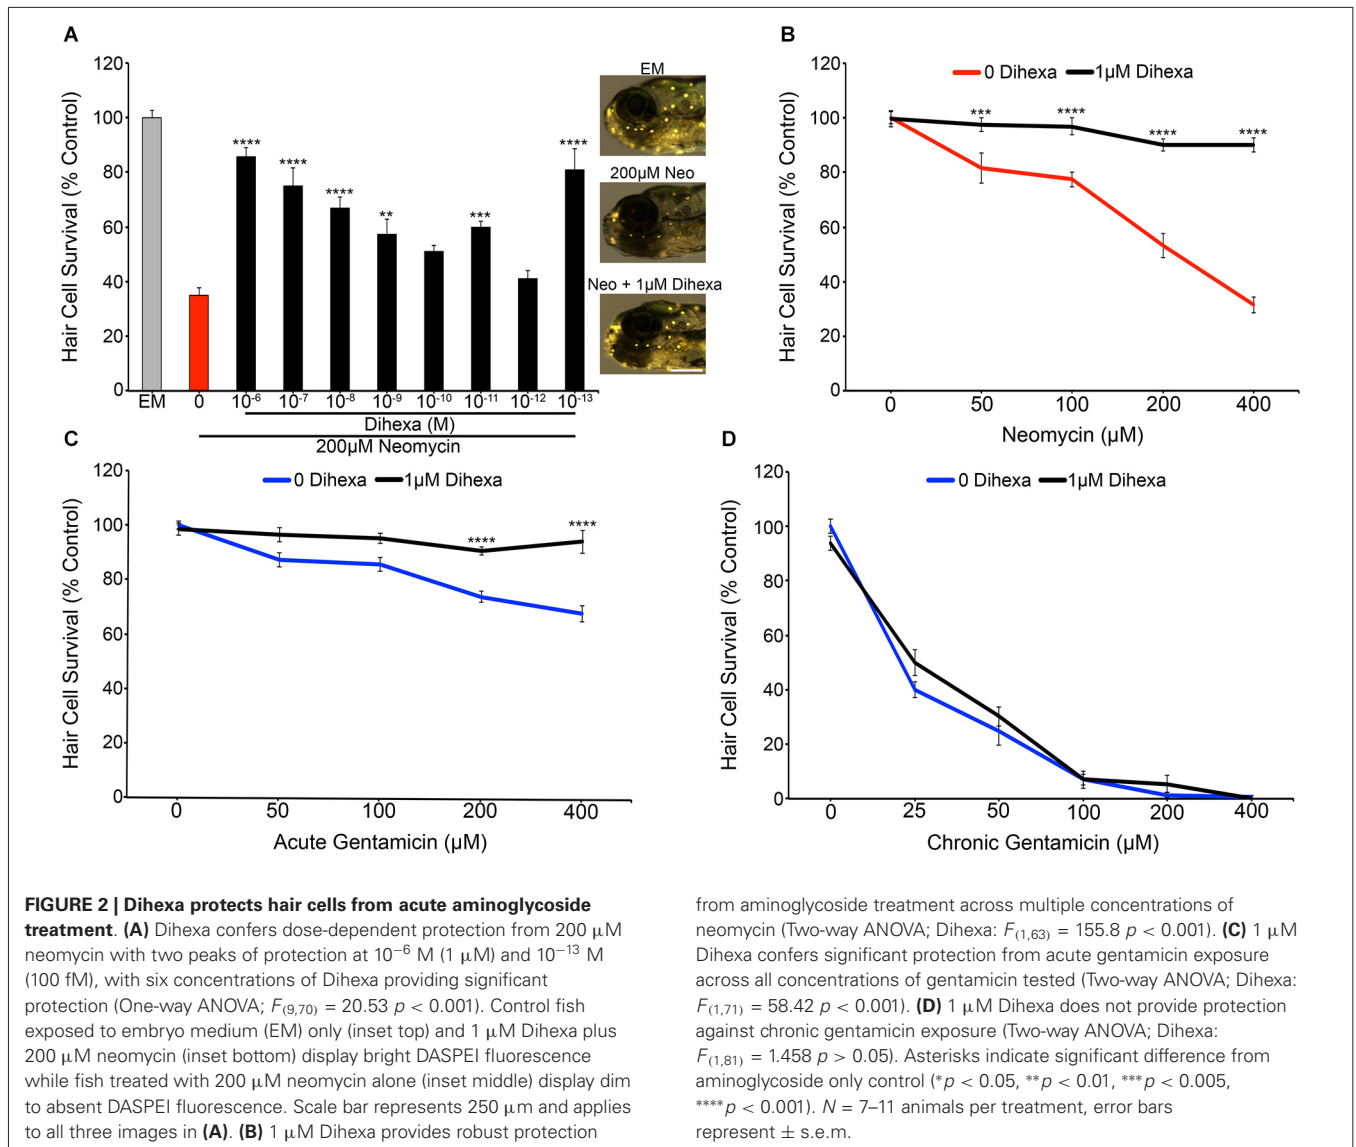 A
120
100
80
60
40
20
0
Hair Cell Survival (% Control)
****
****
****
**
***
****
EM
0
10⁻⁶
10⁻⁷
10⁻⁸
10⁻⁹
10⁻¹⁰
10⁻¹¹
10⁻¹²
10⁻¹³
Dihexa (M)
200µM Neomycin
EM
200µM Neo
Neo + 1µM Dihexa
B
0 Dihexa
1µM Dihexa
120
100
80
60
40
20
0
Hair Cell Survival (% Control)
***
****
****
****
0
50
100
200
400
Neomycin (µM)
C
0 Dihexa
1µM Dihexa
120
100
80
60
40
20
0
Hair Cell Survival (% Control)
****
****
0
50
100
200
400
Acute Gentamicin (µM)
D
0 Dihexa
1µM Dihexa
120
100
80
60
40
20
0
Hair Cell Survival (% Control)
0
25
50
100
200
400
Chronic Gentamicin (µM)
FIGURE 2 | Dihexa protects hair cells from acute aminoglycoside
treatment. (A) Dihexa confers dose-dependent protection from 200 µM
neomycin with two peaks of protection at 10⁻⁶ M (1 µM) and 10⁻¹³ M
(100 fM), with six concentrations of Dihexa providing significant
protection (One-way ANOVA; F(9,70) = 20.53 p < 0.001). Control fish
exposed to embryo medium (EM) only (inset top) and 1 µM Dihexa plus
200 µM neomycin (inset bottom) display bright DASPEI fluorescence
while fish treated with 200 µM neomycin alone (inset middle) display dim
to absent DASPEI fluorescence. Scale bar represents 250 µm and applies
to all three images in (A). (B) 1 µM Dihexa provides robust protection
from aminoglycoside treatment across multiple concentrations of
neomycin (Two-way ANOVA; Dihexa: F(1,63) = 155.8 p < 0.001). (C) 1 µM
Dihexa confers significant protection from acute gentamicin exposure
across all concentrations of gentamicin tested (Two-way ANOVA; Dihexa:
F(1,71) = 58.42 p < 0.001). (D) 1 µM Dihexa does not provide protection
against chronic gentamicin exposure (Two-way ANOVA; Dihexa:
F(1,81) = 1.458 p > 0.05). Asterisks indicate significant difference from
aminoglycoside only control (*p < 0.05, **p < 0.01, ***p < 0.005,
****p < 0.001). N = 7–11 animals per treatment, error bars
represent ± s.e.m.